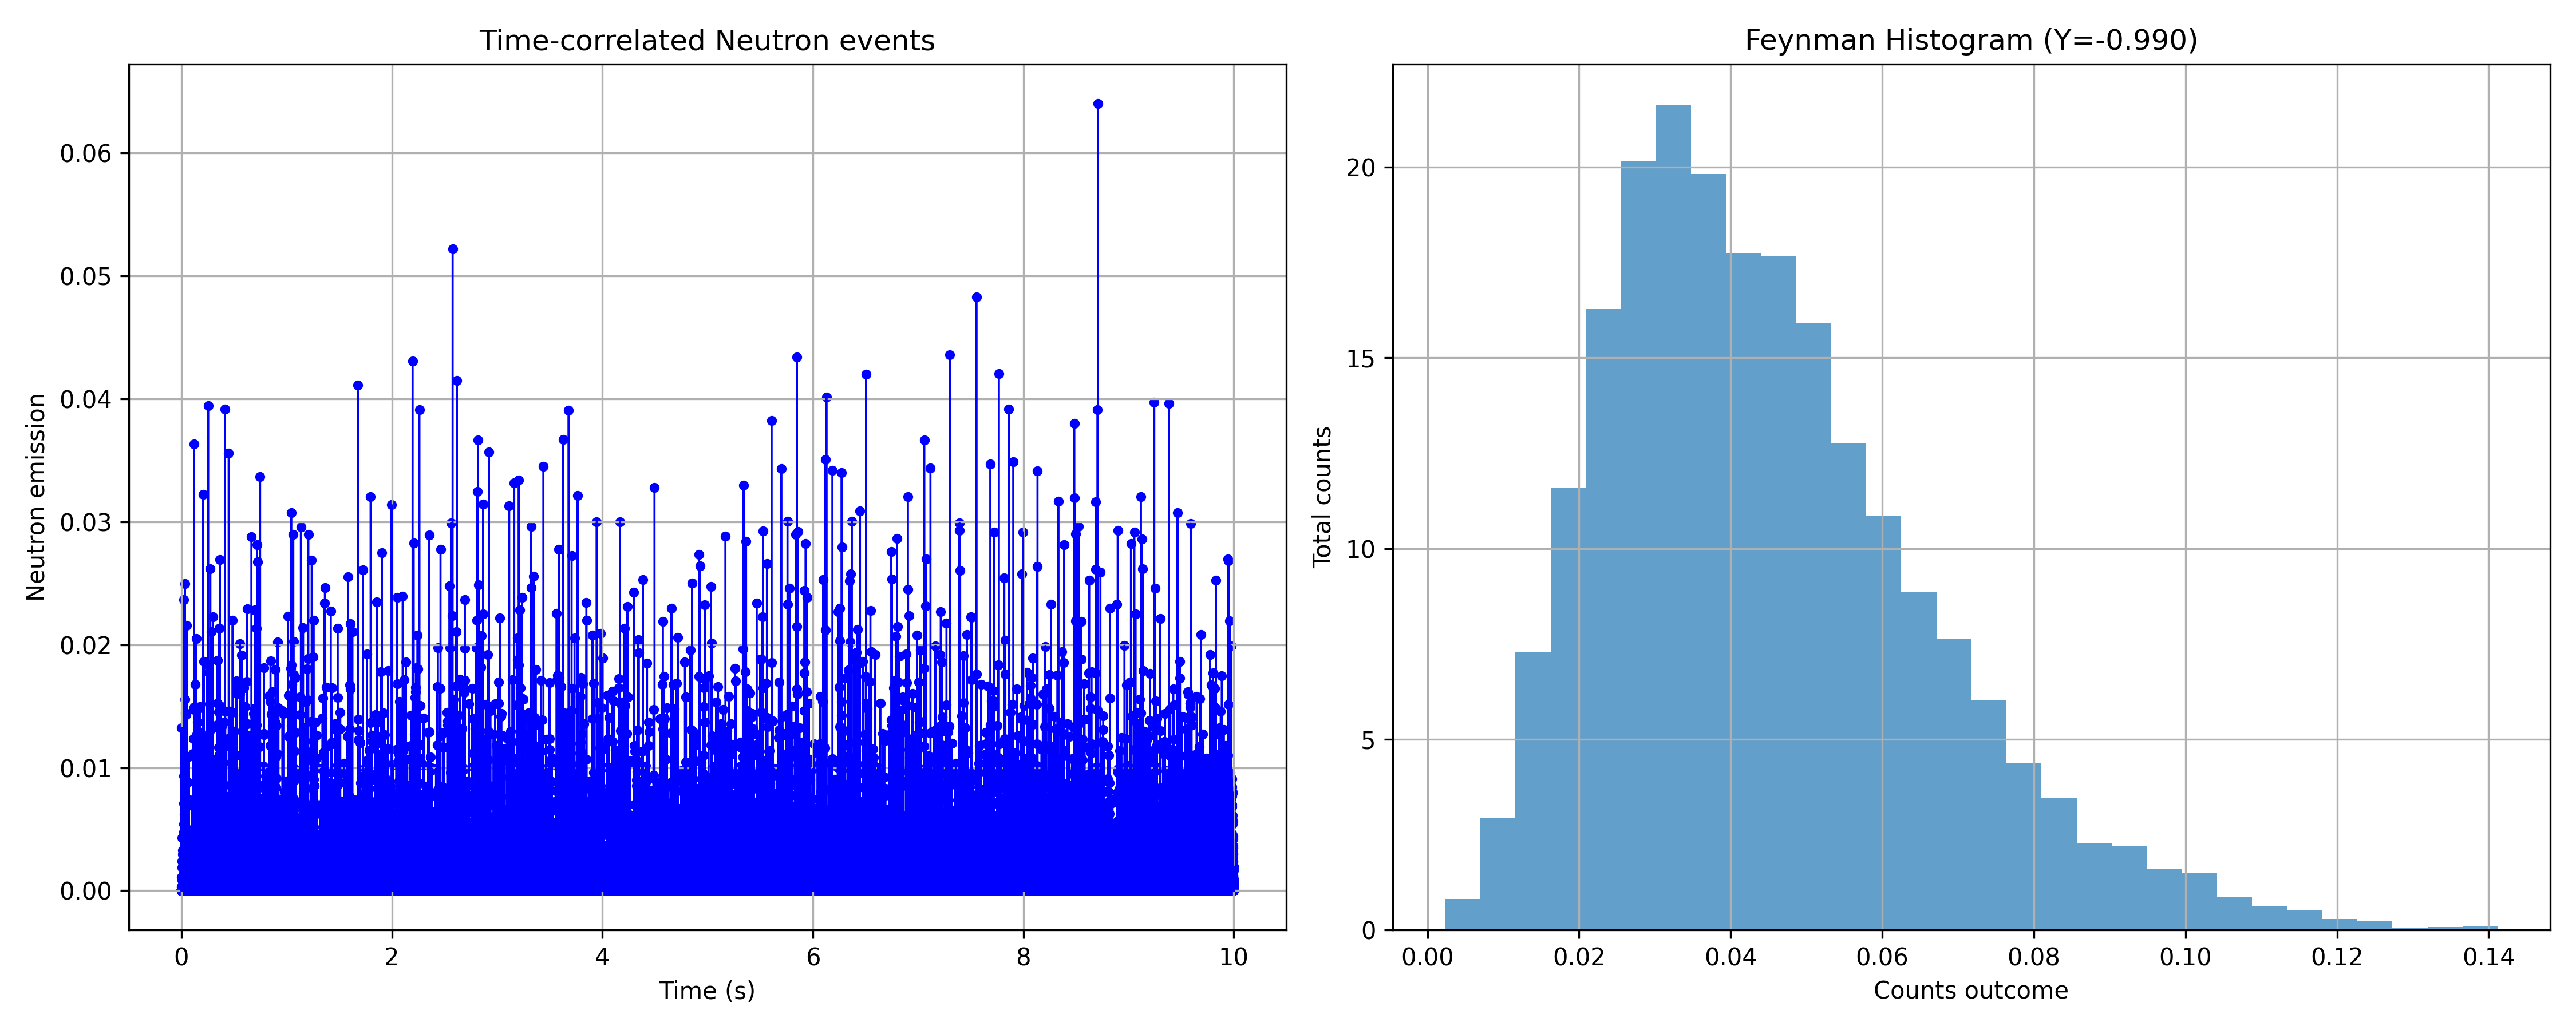 Time-correlated Neutron events
Neutron emission
0.06
0.05
0.04
0.03
0.02
0.01
0.00
0 2 4 6 8 10
Time (s)
Feynman Histogram (Y=-0.990)
Total counts
20
15
10
5
0
0.00 0.02 0.04 0.06 0.08 0.10 0.12 0.14
Counts outcome